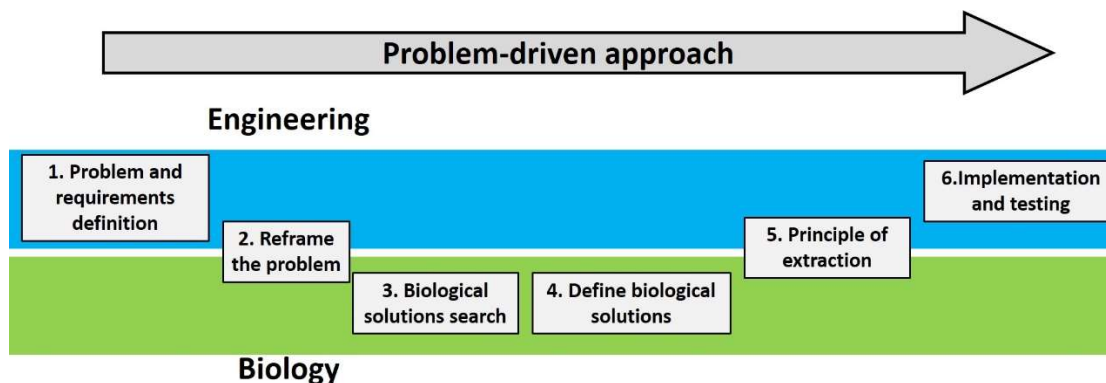 Problem-driven approach
Engineering
1. Problem and
requirements
definition
2. Reframe
the problem
3. Biological
solutions search
4. Define biological
solutions
5. Principle of
extraction
6.Implementation
and testing
Biology